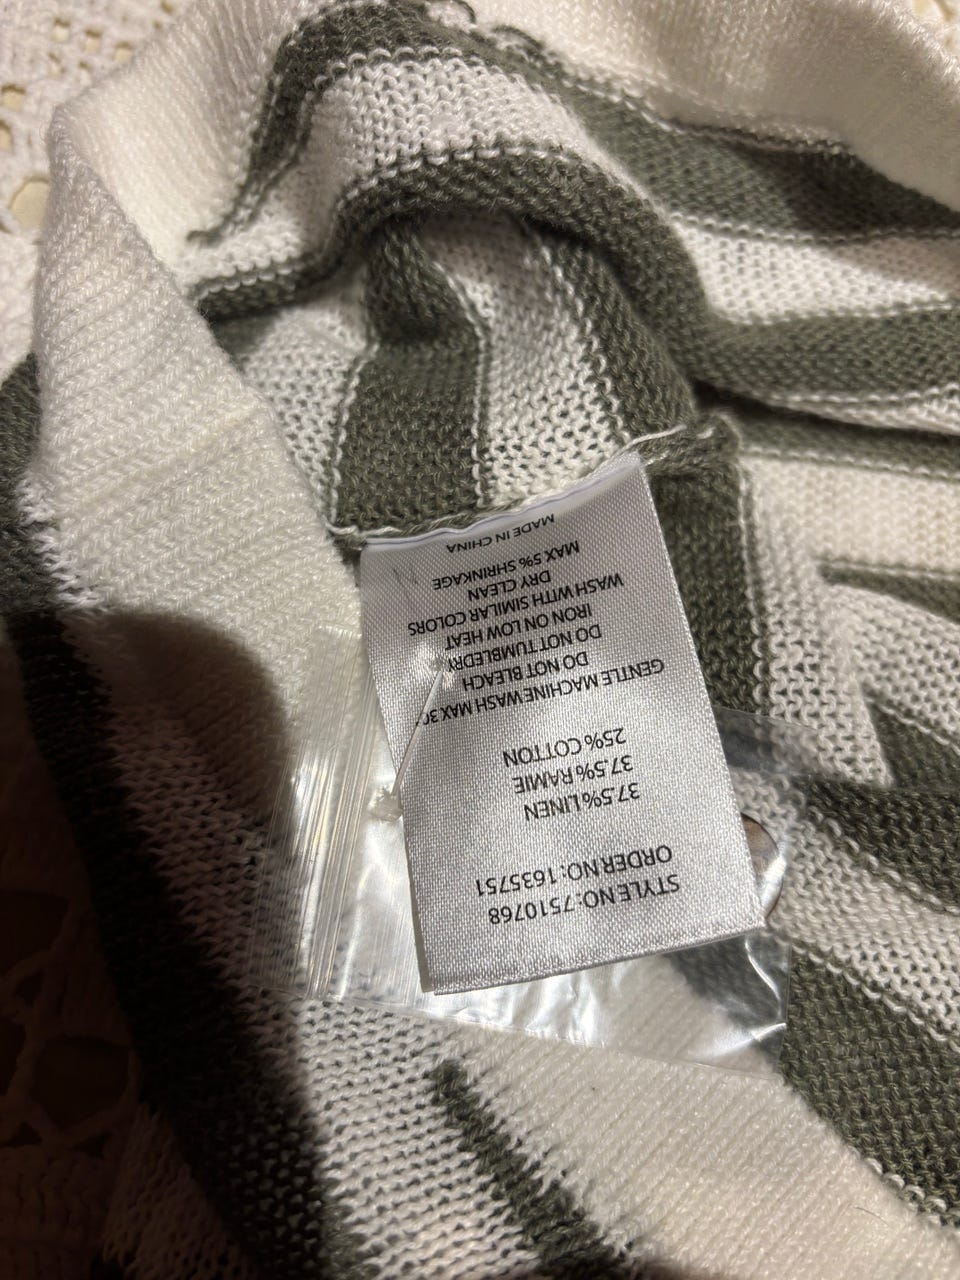 STYLE NO:7510768
ORDER NO: 1635751
37.5% LINEN
37.5% RAMIE
25% COTTON
GENTLE MACHINE WASH MAX 30°
DO NOT BLEACH
DO NOT TUMBLEDRY
IRON ON LOW HEAT
WASH WITH SIMILAR COLORS
DRY CLEAN
MAX 5% SHRINKAGE
MADE IN CHINA